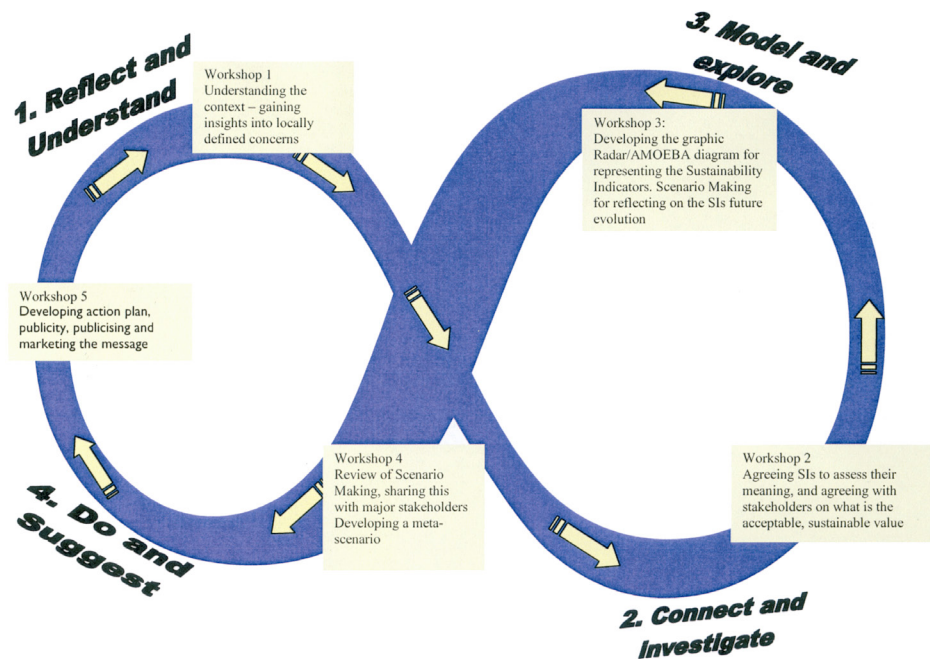 1. Reflect and
Understand
Workshop 1
Understanding the
context – gaining
insights into locally
defined concerns
3. Model and
explore
Workshop 3:
Developing the graphic
Radar/AMOEBA diagram for
representing the Sustainability
Indicators. Scenario Making
for reflecting on the SIs future
evolution
Workshop 5
Developing action plan,
publicity, publicising and
marketing the message
Workshop 4
Review of Scenario
Making, sharing this
with major stakeholders
Developing a meta-
scenario
Workshop 2
Agreeing SIs to assess their
meaning, and agreeing with
stakeholders on what is the
acceptable, sustainable value
4. Do and
Suggest
2. Connect and
investigate